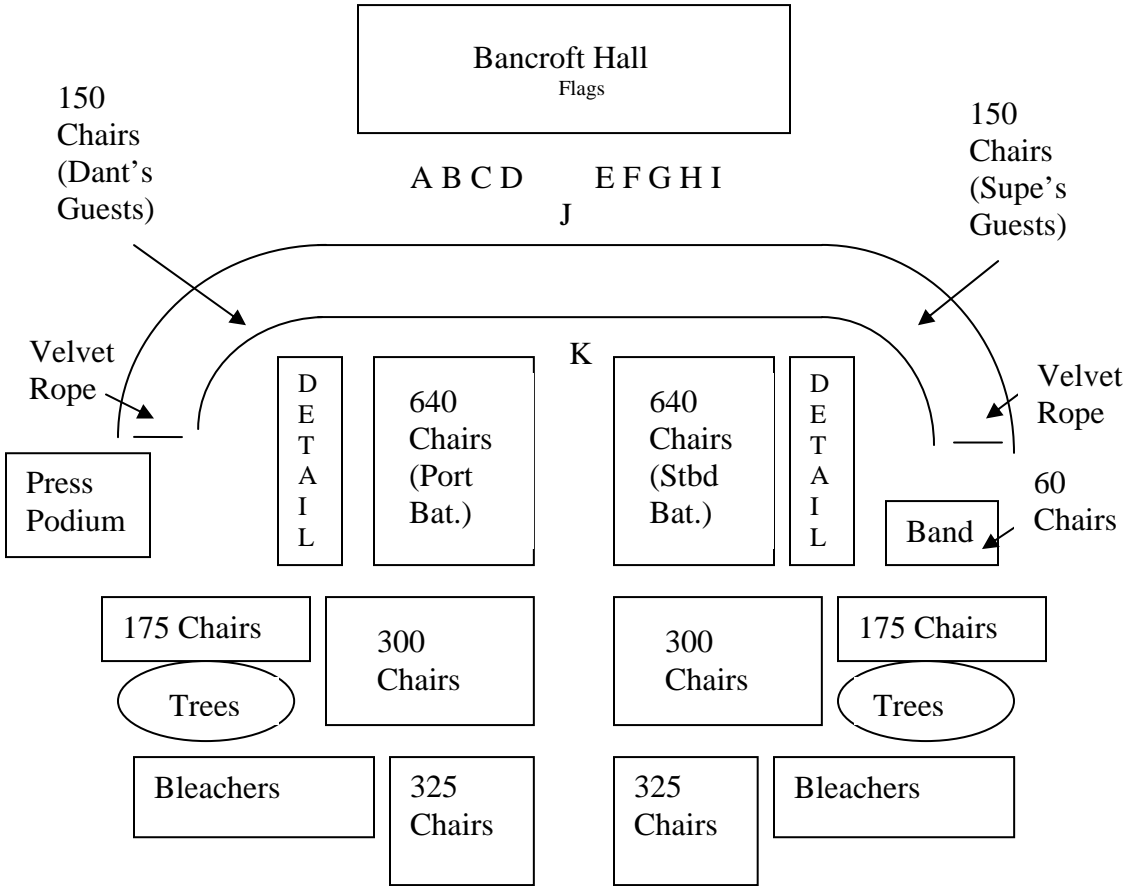 Bancroft Hall
Flags
150
Chairs
(Dant's
Guests)
150
Chairs
(Supe's
Guests)
A B C D
E F G H I
J
Velvet
Rope
K
Velvet
Rope
D
E
T
A
I
L
640
Chairs
(Port
Bat.)
640
Chairs
(Stbd
Bat.)
D
E
T
A
I
L
Press
Podium
Band
60
Chairs
175 Chairs
300
Chairs
300
Chairs
175 Chairs
Trees
Trees
Bleachers
325
Chairs
325
Chairs
Bleachers